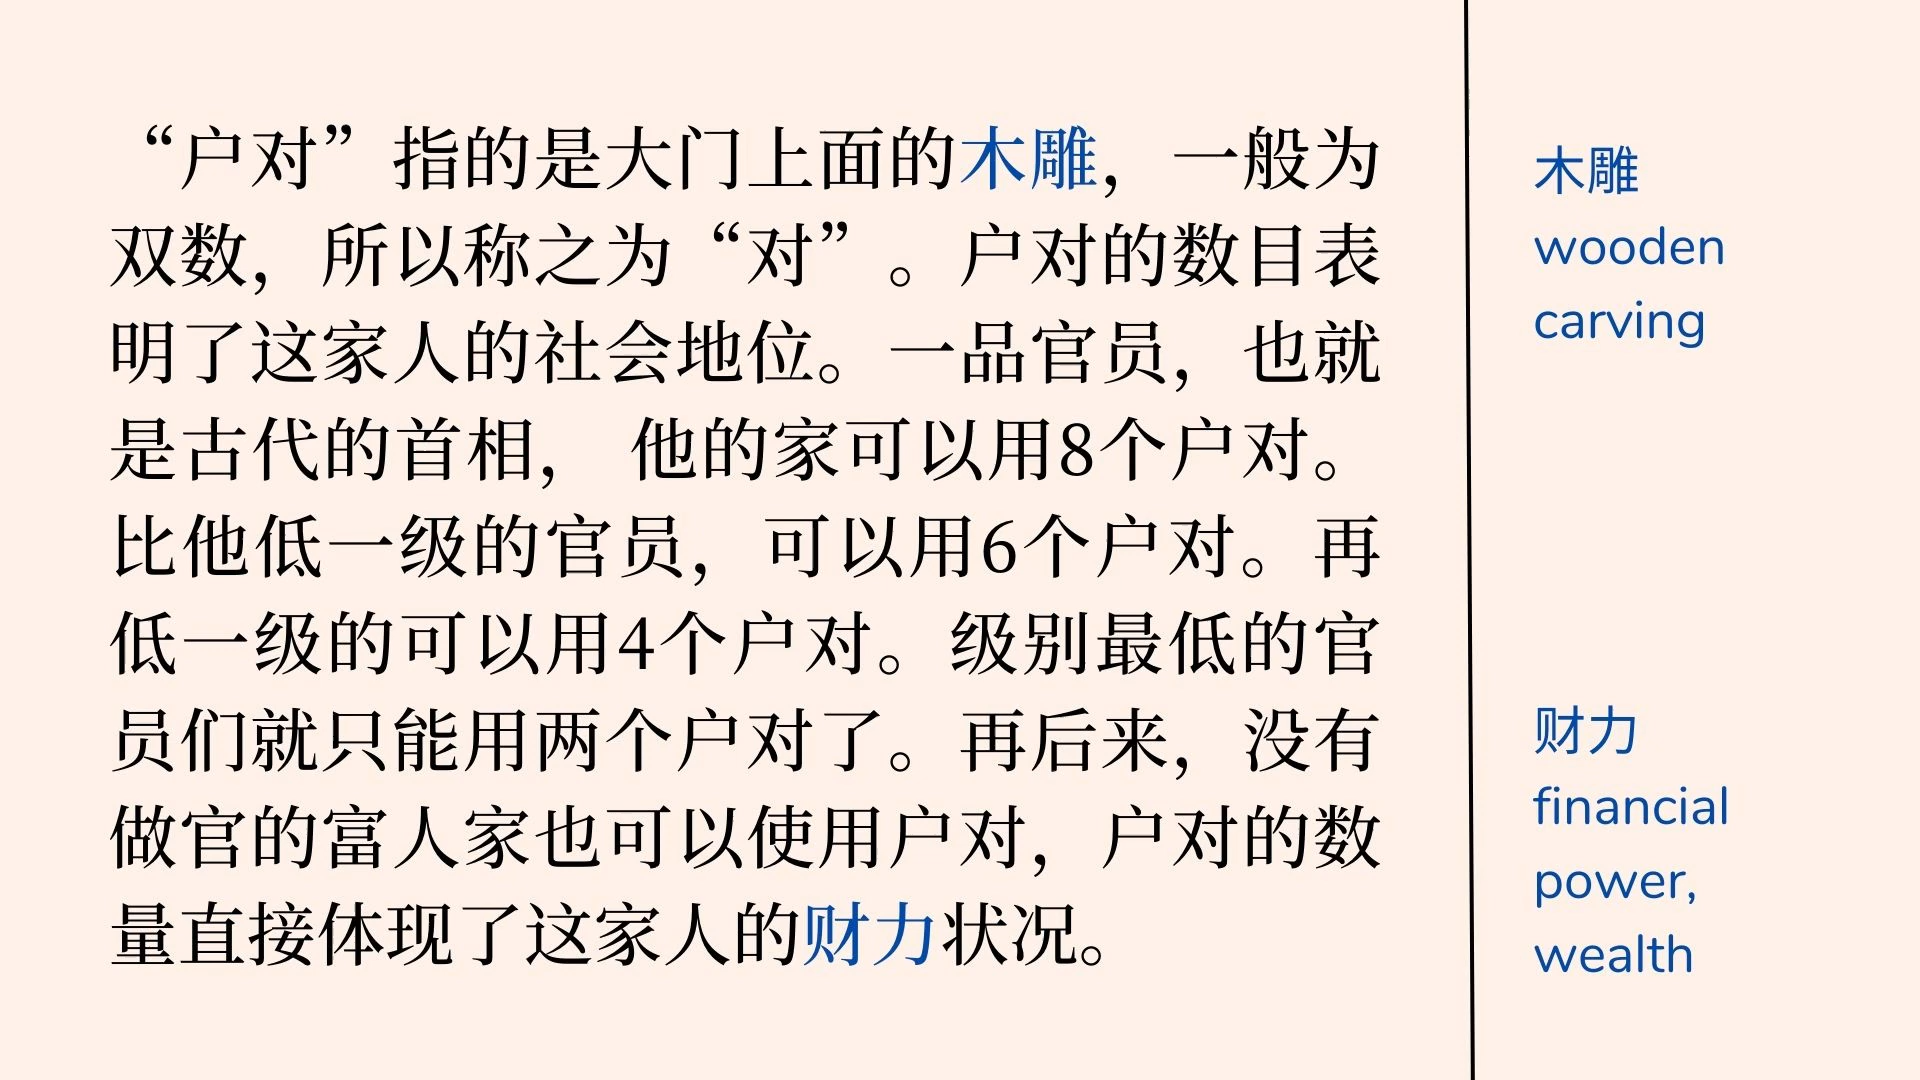 “户对”指的是大门上面的木雕，一般为
双数，所以称之为“对”。户对的数目表
明了这家人的社会地位。一品官员，也就
是古代的首相， 他的家可以用8个户对。
比他低一级的官员，可以用6个户对。再
低一级的可以用4个户对。级别最低的官
员们就只能用两个户对了。再后来，没有
做官的富人家也可以使用户对，户对的数
量直接体现了这家人的财力状况。
木雕
wooden
carving
财力
financial
power,
wealth